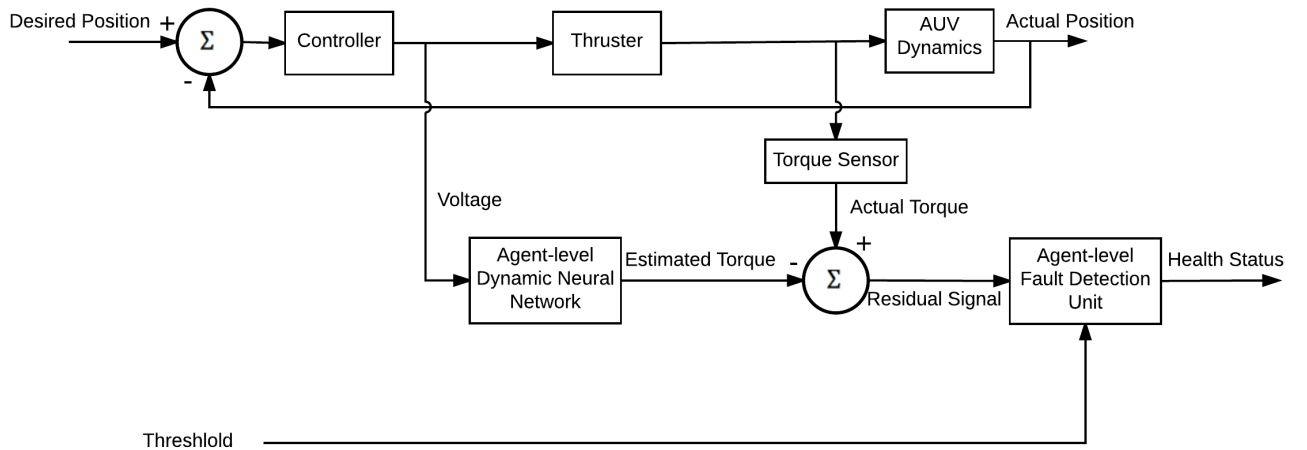 Desired Position
+
Σ
-
Controller
Thruster
AUV
Dynamics
Actual Position
Torque Sensor
Voltage
Actual Torque
Agent-level
Dynamic Neural
Network
Estimated Torque
-
+
Σ
Residual Signal
Agent-level
Fault Detection
Unit
Health Status
Threshlold